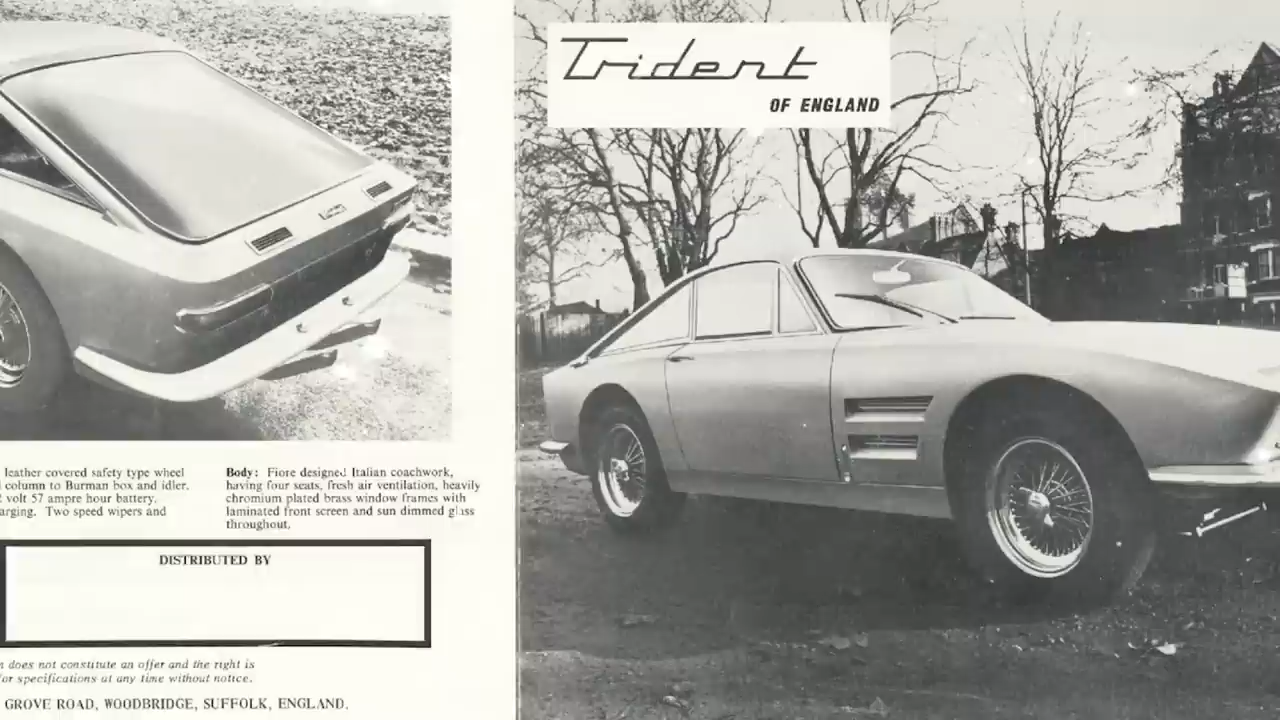 leather covered safety type wheel
column to Burman box and idler.
volt 57 ampre hour battery.
Two speed wipers and
Body: Fiore designed Italian coachwork,
having four seats, fresh air ventilation, heavily
chromium plated brass window frames with
laminated front screen and sun dimmed glass
throughout.
DISTRIBUTED BY
does not constitute an offer and the right is
specifications at any time without notice.
GROVE ROAD, WOODBRIDGE, SUFFOLK, ENGLAND.
Trident
OF ENGLAND